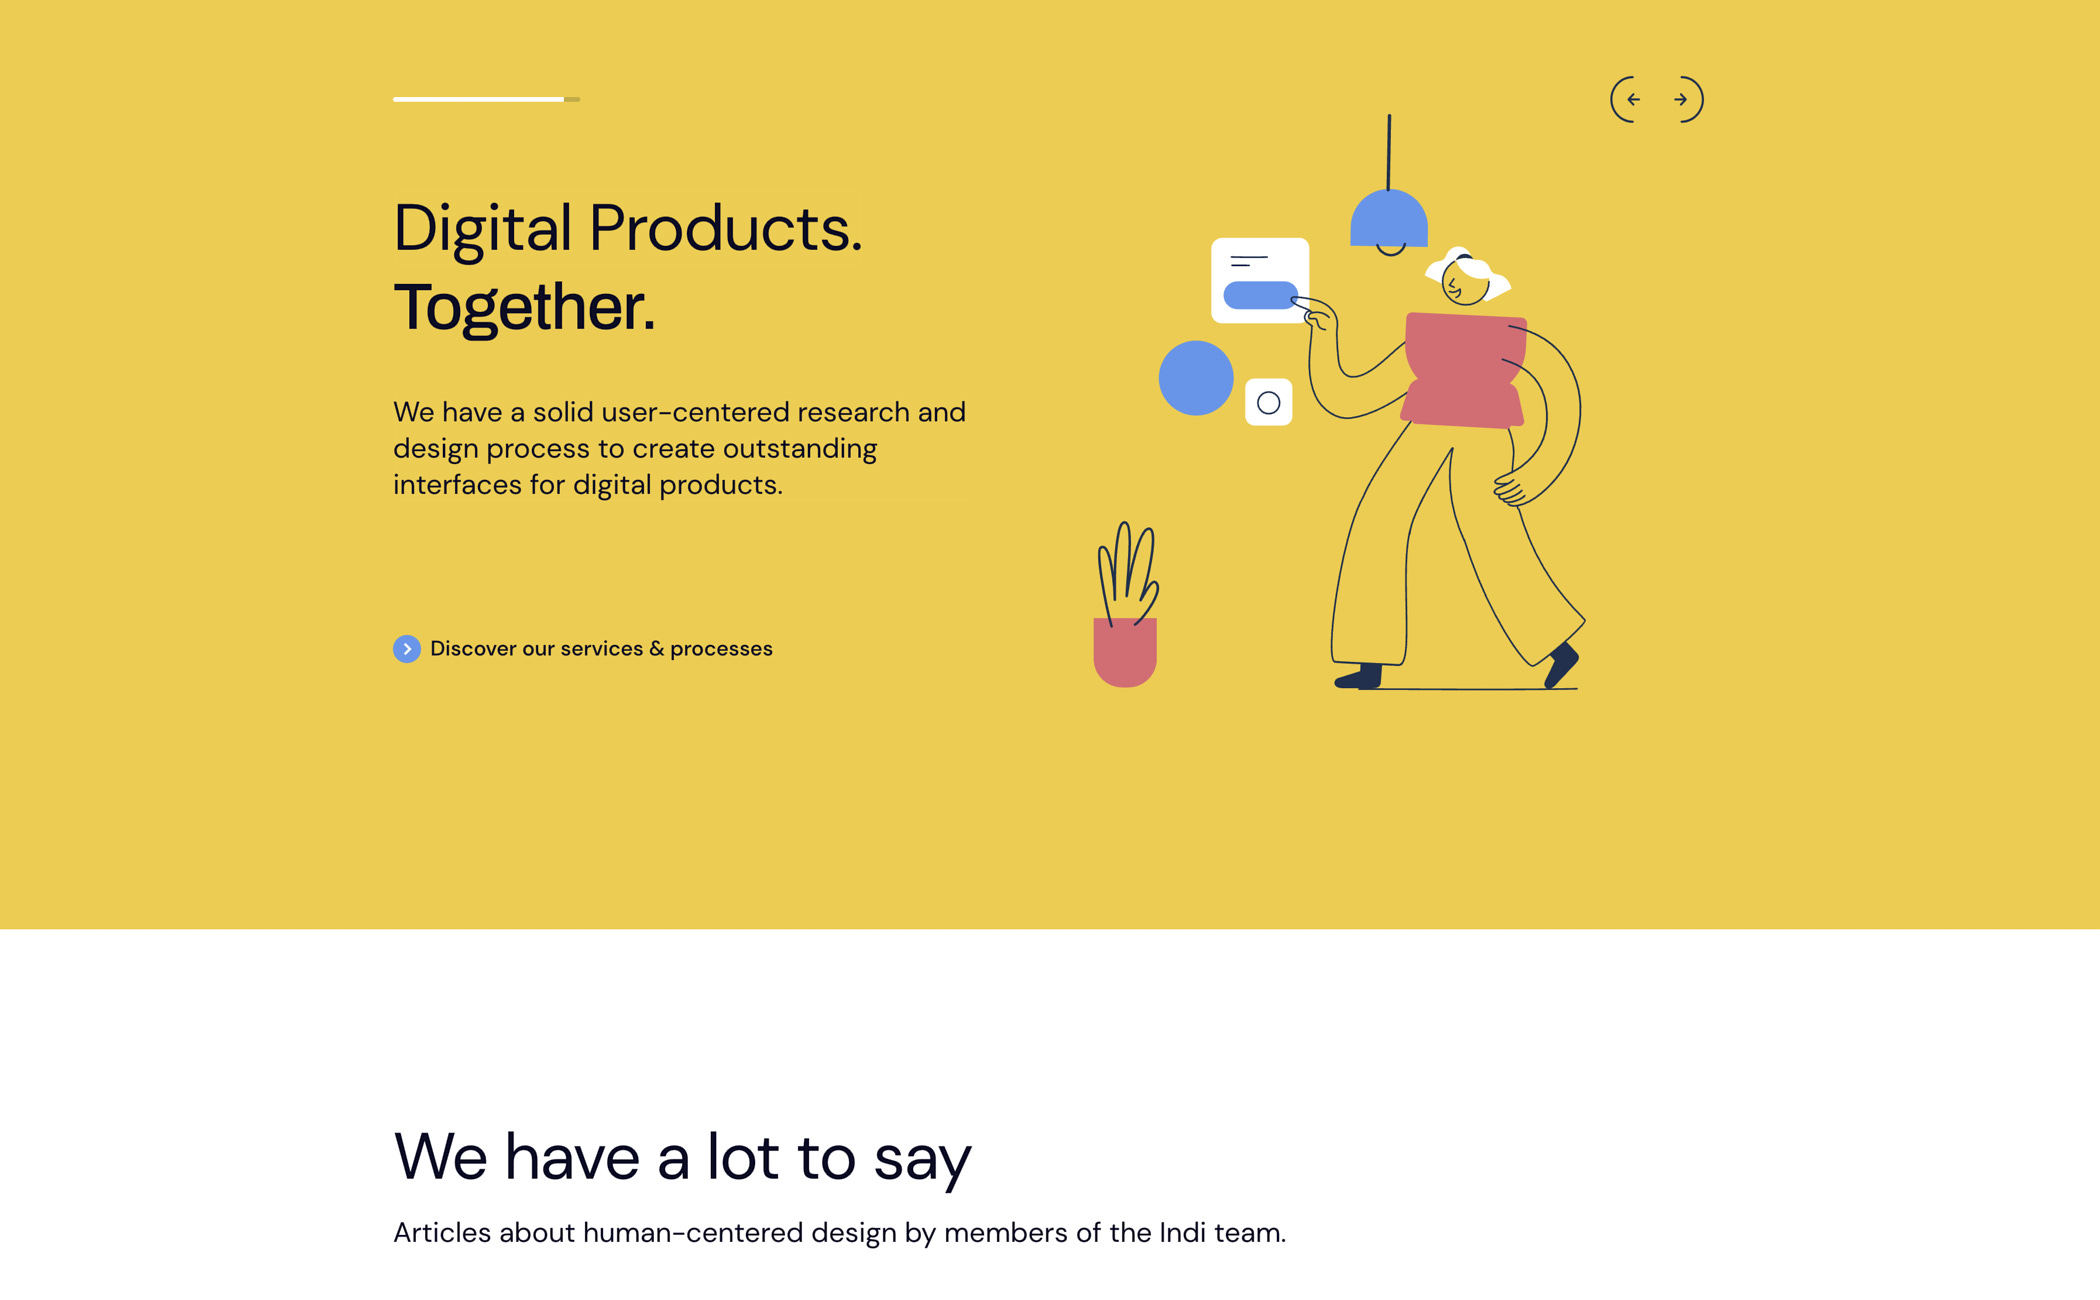 Digital Products.
Together.
We have a solid user-centered research and
design process to create outstanding
interfaces for digital products.
Discover our services & processes
We have a lot to say
Articles about human-centered design by members of the Indi team.